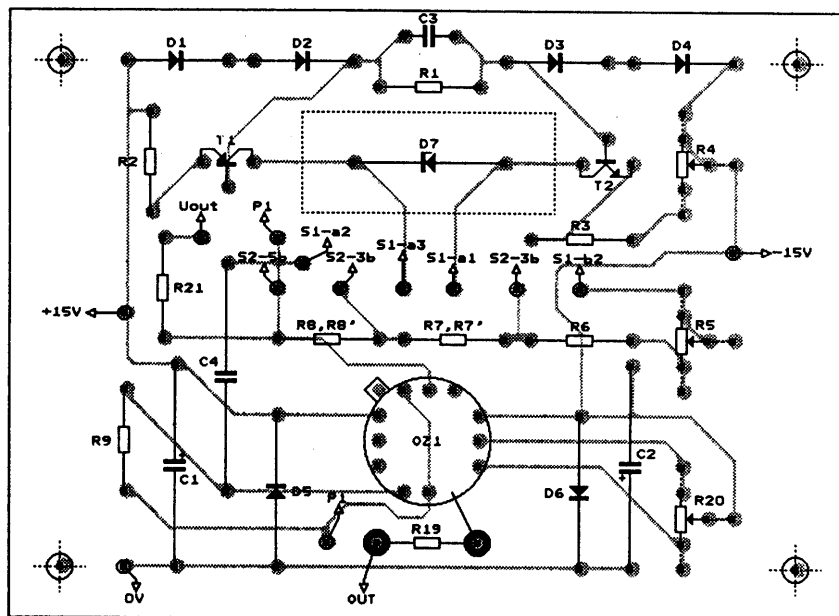 C3
D1 D2 D3 D4
R1
T1
R2 D7 R4
T2
Uout P1
S1-a2 R3
S2-5b S1-a3 S1-a1 S2-3b S1-b2 -15V
S2-3b
R21
+15V
R8,R8' R7,R7' R6 R5
C4
R9 OZ1
C1 C2
D5 P1 D6 R20
R19
0V OUT